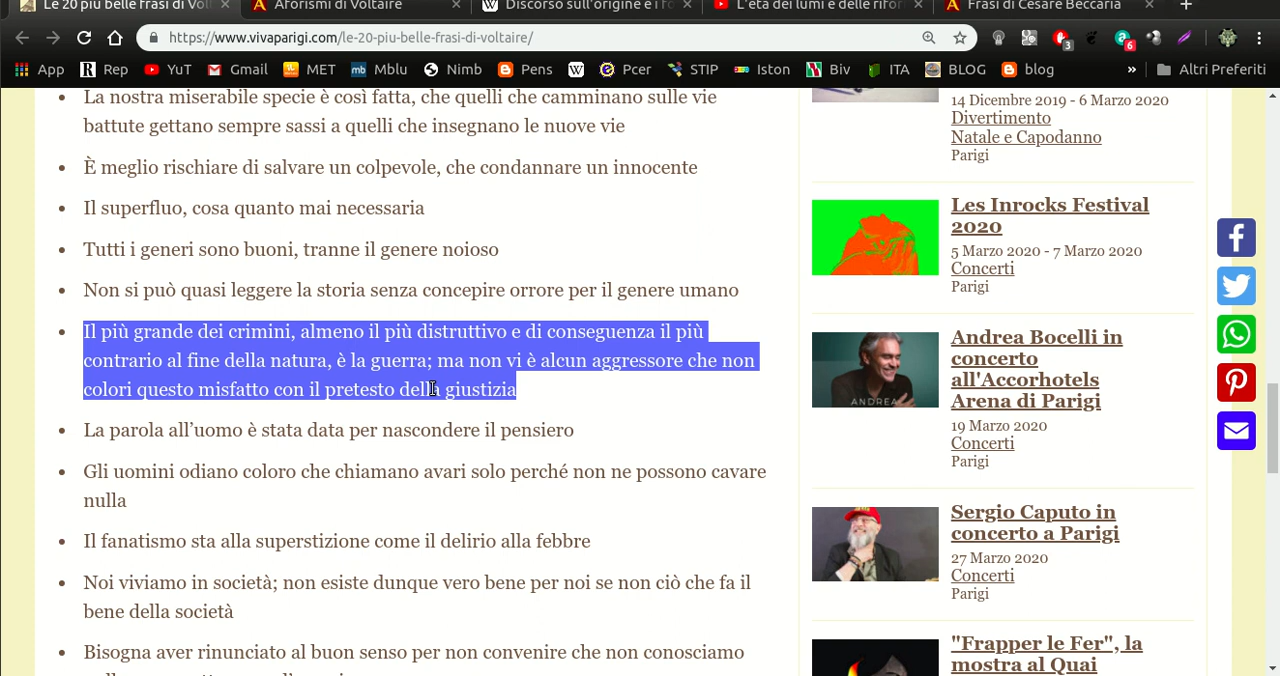 Le 20 più belle frasi di Vol
Aforismi di Voltaire
Discorso sull'origine e i fo
L'età dei lumi e delle rifor
Frasi di Cesare Beccaria
https://www.vivaparigi.com/le-20-piu-belle-frasi-di-voltaire/
3
6
App Rep YuT Gmail MET Mblu Nimb Pens Pcer STIP Iston Biv ITA BLOG blog » Altri Preferiti
La nostra miserabile specie è così fatta, che quelli che camminano sulle vie
battute gettano sempre sassi a quelli che insegnano le nuove vie
È meglio rischiare di salvare un colpevole, che condannare un innocente
Il superfluo, cosa quanto mai necessaria
Tutti i generi sono buoni, tranne il genere noioso
Non si può quasi leggere la storia senza concepire orrore per il genere umano
Il più grande dei crimini, almeno il più distruttivo e di conseguenza il più
contrario al fine della natura, è la guerra; ma non vi è alcun aggressore che non
colori questo misfatto con il pretesto della giustizia
La parola all'uomo è stata data per nascondere il pensiero
Gli uomini odiano coloro che chiamano avari solo perché non ne possono cavare
nulla
Il fanatismo sta alla superstizione come il delirio alla febbre
Noi viviamo in società; non esiste dunque vero bene per noi se non ciò che fa il
bene della società
Bisogna aver rinunciato al buon senso per non convenire che non conosciamo
14 Dicembre 2019 - 6 Marzo 2020
Divertimento
Natale e Capodanno
Parigi
Les Inrocks Festival
2020
5 Marzo 2020 - 7 Marzo 2020
Concerti
Parigi
ANDREA
Andrea Bocelli in
concerto
all'Accorhotels
Arena di Parigi
19 Marzo 2020
Concerti
Parigi
Sergio Caputo in
concerto a Parigi
27 Marzo 2020
Concerti
Parigi
"Frapper le Fer", la
mostra al Quai